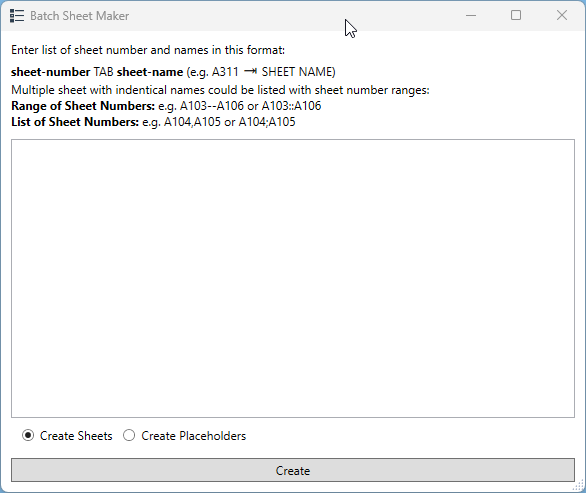 Batch Sheet Maker
Enter list of sheet number and names in this format:
sheet-number TAB sheet-name (e.g. A311 ⇥ SHEET NAME)
Multiple sheet with indentical names could be listed with sheet number ranges:
Range of Sheet Numbers: e.g. A103--A106 or A103::A106
List of Sheet Numbers: e.g. A104,A105 or A104;A105
Create Sheets Create Placeholders
Create